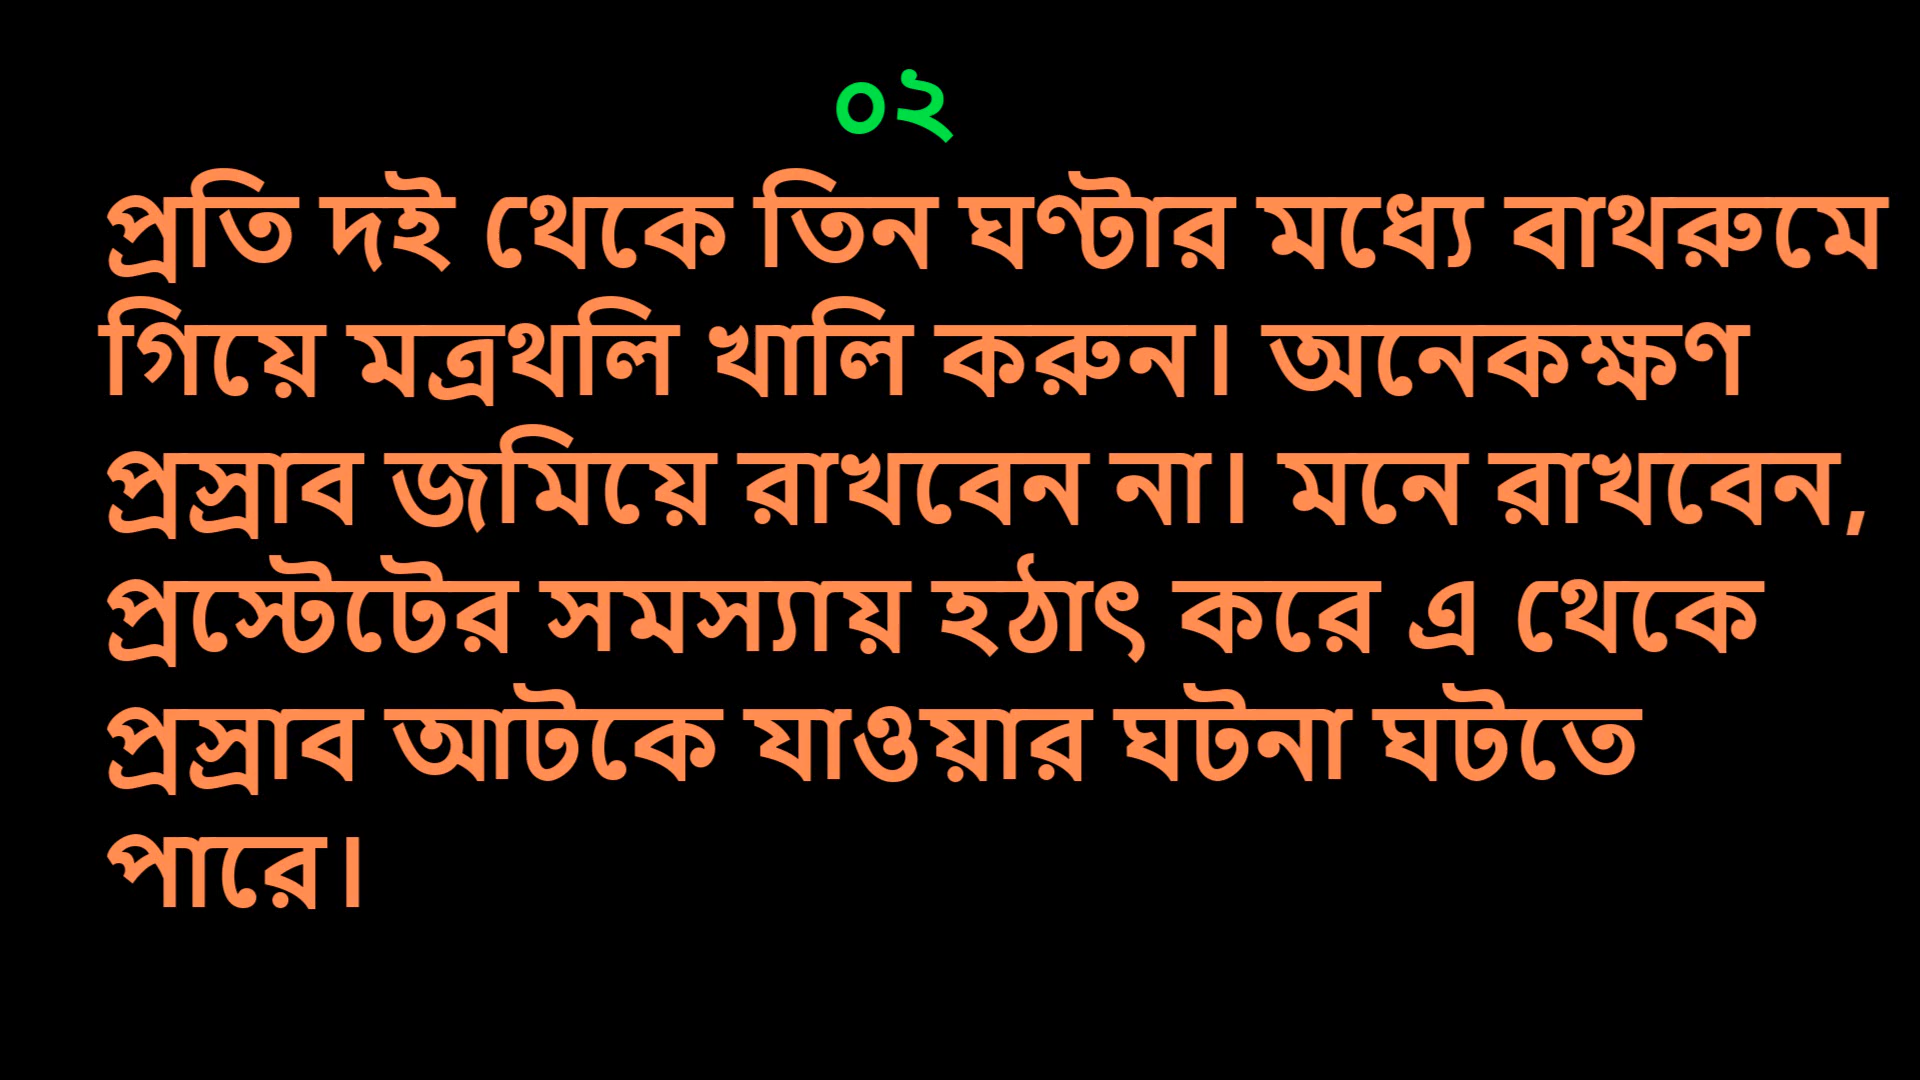 ০২
প্রতি দই থেকে তিন ঘণ্টার মধ্যে বাথরুমে
গিয়ে মত্রথলি খালি করুন। অনেকক্ষণ
প্রস্রাব জমিয়ে রাখবেন না। মনে রাখবেন,
প্রস্টেটের সমস্যায় হঠাৎ করে এ থেকে
প্রস্রাব আটকে যাওয়ার ঘটনা ঘটতে
পারে।